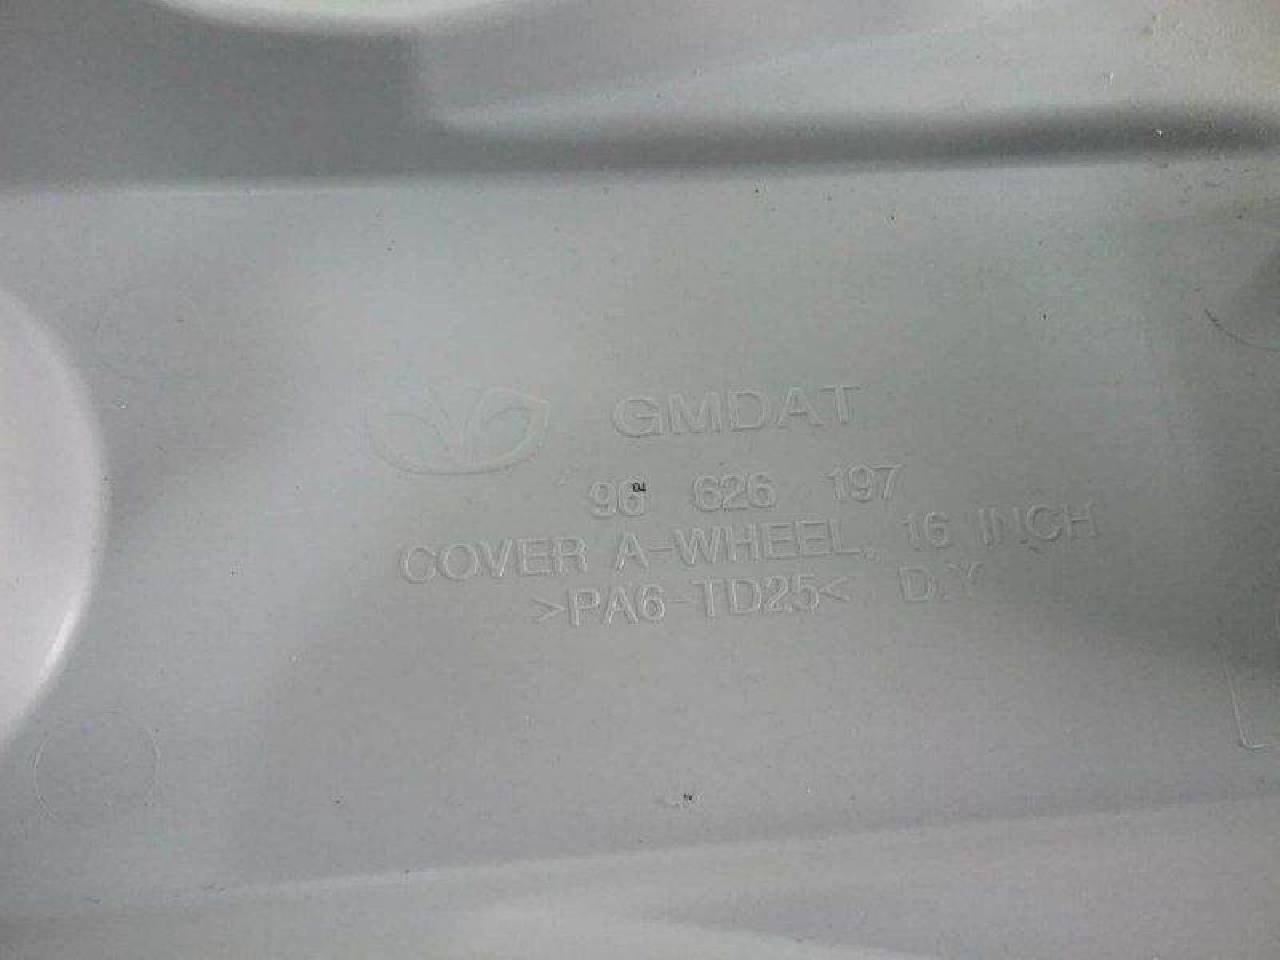 GMDAT
96 626 197
COVER A-WHEEL, 16 INCH
>PA6-TD25< D.Y